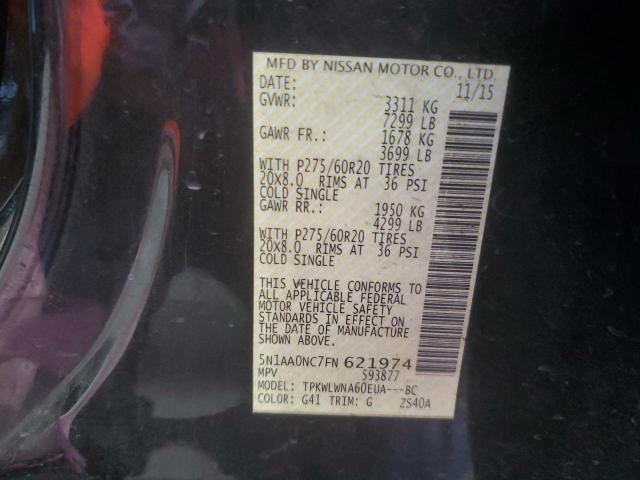 MFD BY NISSAN MOTOR CO., LTD.
DATE: 11/15
GVWR: 3311 KG
7299 LB
GAWR FR.: 1678 KG
3699 LB
WITH P275/60R20 TIRES
20X8.0 RIMS AT 36 PSI
COLD SINGLE
GAWR RR.: 1950 KG
4299 LB
WITH P275/60R20 TIRES
20X8.0 RIMS AT 36 PSI
COLD SINGLE
THIS VEHICLE CONFORMS TO
ALL APPLICABLE FEDERAL
MOTOR VEHICLE SAFETY
STANDARDS IN EFFECT ON
THE DATE OF MANUFACTURE
SHOWN ABOVE.
5N1AA0NC7FN 621974
MPV 593877
MODEL: TPKWLWNA60EUA---BC
COLOR: G41 TRIM: G ZS40A